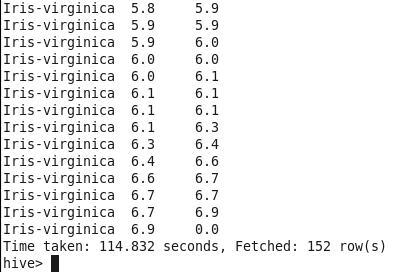 Iris-virginica 5.8 5.9
Iris-virginica 5.9 5.9
Iris-virginica 5.9 6.0
Iris-virginica 6.0 6.0
Iris-virginica 6.0 6.1
Iris-virginica 6.1 6.1
Iris-virginica 6.1 6.1
Iris-virginica 6.1 6.3
Iris-virginica 6.3 6.4
Iris-virginica 6.4 6.6
Iris-virginica 6.6 6.7
Iris-virginica 6.7 6.7
Iris-virginica 6.7 6.9
Iris-virginica 6.9 0.0
Time taken: 114.832 seconds, Fetched: 152 row(s)
hive>